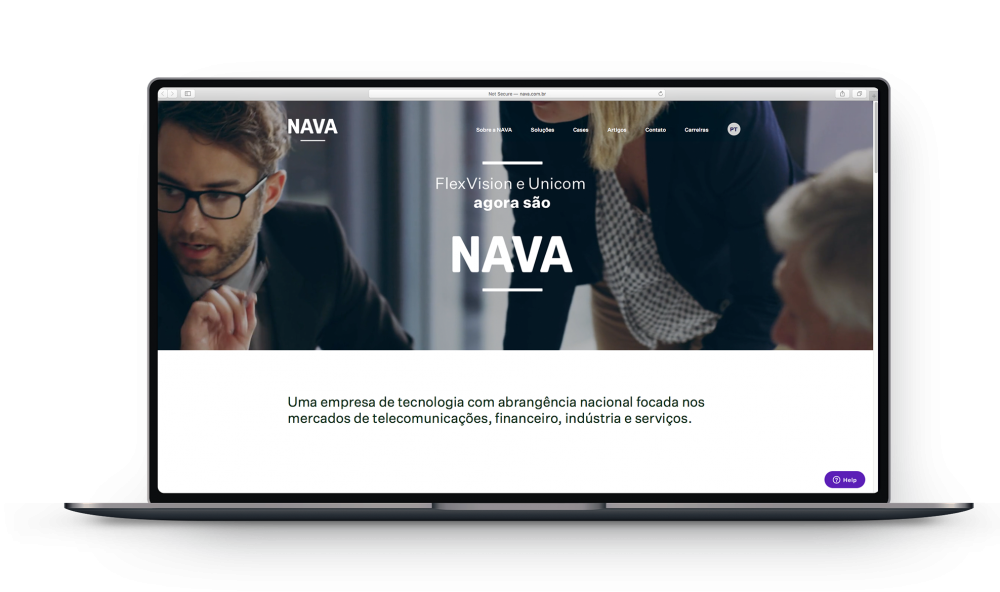 Not Secure — nava.com.br
NAVA
Sobre a NAVA Soluções Cases Artigos Contato Carreiras PT
FlexVision e Unicom
agora são
NAVA
Uma empresa de tecnologia com abrangência nacional focada nos
mercados de telecomunicações, financeiro, indústria e serviços.
Help